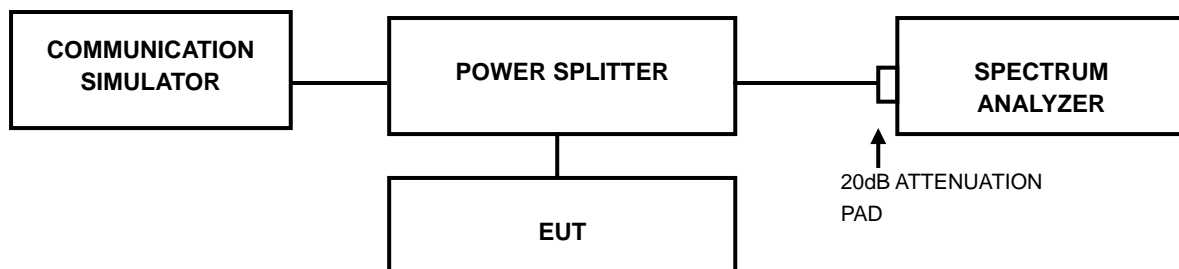 COMMUNICATION
SIMULATOR
POWER SPLITTER
SPECTRUM
ANALYZER
20dB ATTENUATION
PAD
EUT